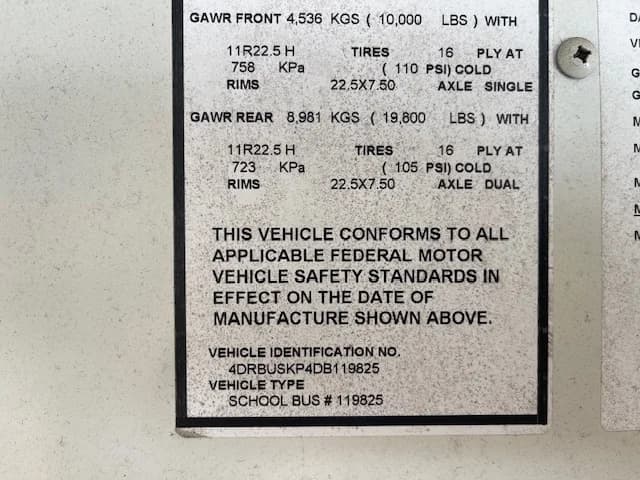 GAWR FRONT 4,536 KGS ( 10,000 LBS ) WITH
11R22.5 H TIRES 16 PLY AT
758 KPa ( 110 PSI) COLD
RIMS 22.5X7.50 AXLE SINGLE
GAWR REAR 8,981 KGS ( 19,800 LBS ) WITH
11R22.5 H TIRES 16 PLY AT
723 KPa ( 105 PSI) COLD
RIMS 22.5X7.50 AXLE DUAL
THIS VEHICLE CONFORMS TO ALL
APPLICABLE FEDERAL MOTOR
VEHICLE SAFETY STANDARDS IN
EFFECT ON THE DATE OF
MANUFACTURE SHOWN ABOVE.
VEHICLE IDENTIFICATION NO.
4DRBUSKP4DB119825
VEHICLE TYPE
SCHOOL BUS # 119825